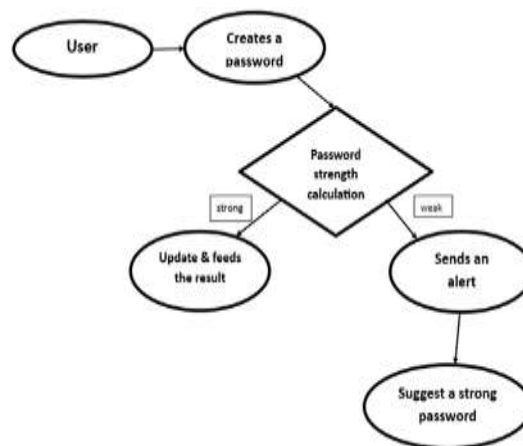 User
Creates a
password
Password
strength
calculation
strong
weak
Update & feeds
the result
Sends an
alert
Suggest a strong
password